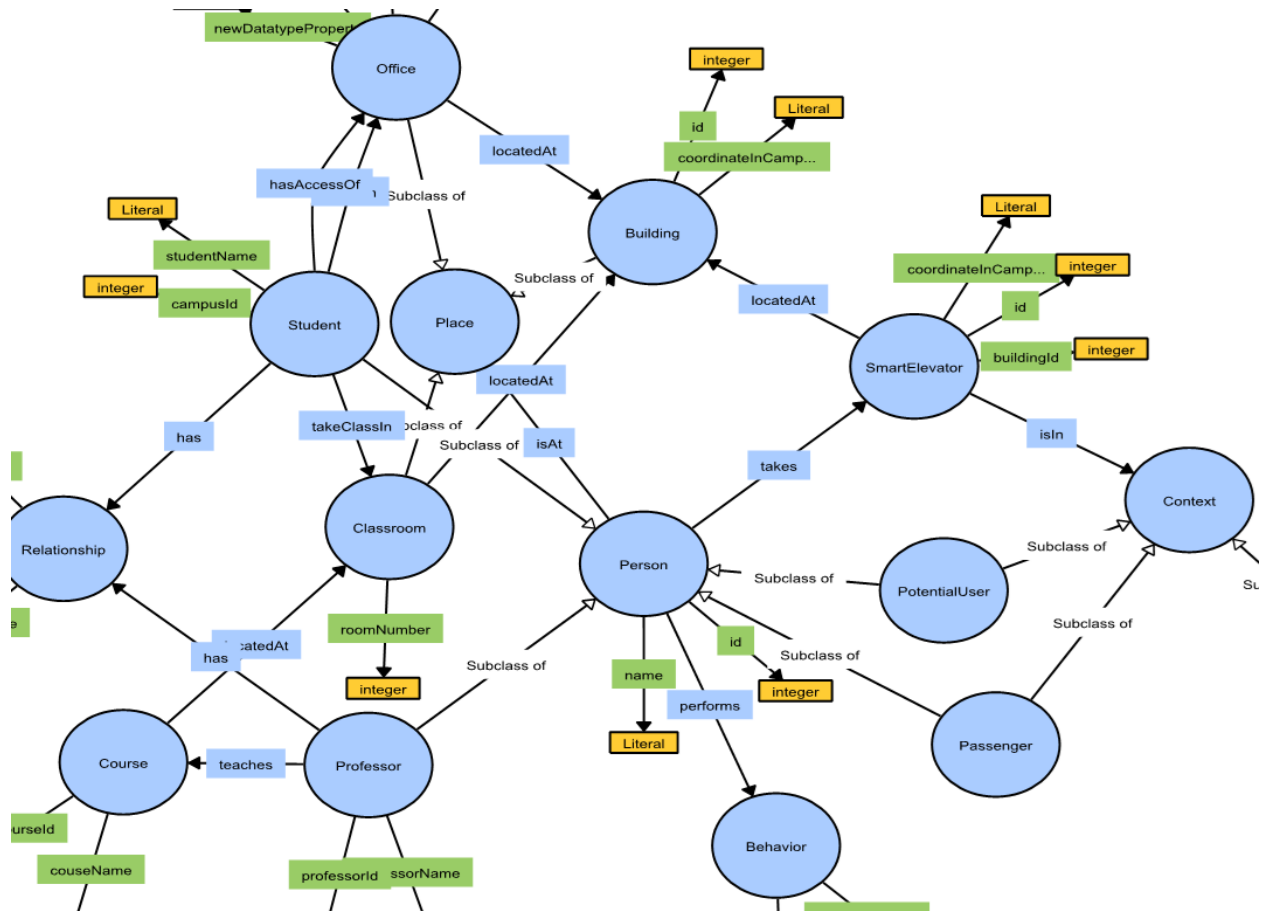 newDatatypePropert
Office
integer
Literal
id
locatedAt
coordinateInCamp...
hasAccessOf
Subclass of
Literal
Literal
Building
studentName
Subclass of
coordinateInCamp...
integer
integer
campusId
locatedAt
id
Student
Place
buildingId
integer
SmartElevator
locatedAt
takeClassIn
Subclass of
isAt
has
takes
isIn
Context
Classroom
Relationship
Subclass of
Person
Subclass of
PotentialUser
roomNumber
Subclass of
id
has
Subclass of
Subclass of
name
integer
integer
performs
Literal
Passenger
Course
teaches
Professor
Behavior
couseName
professorId